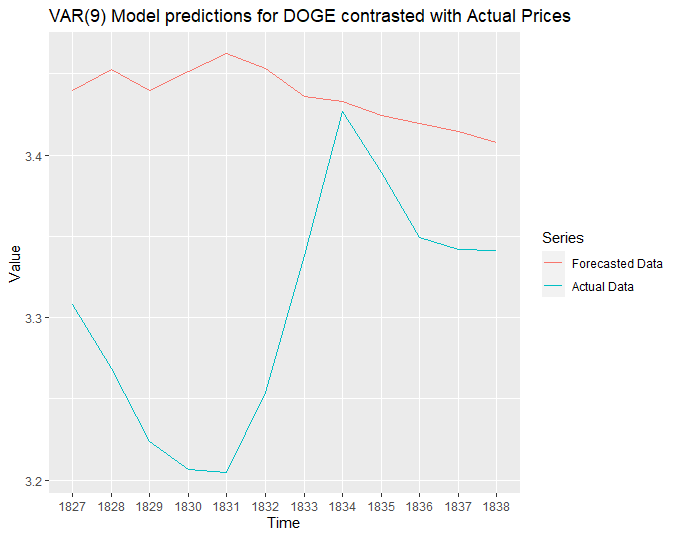 VAR(9) Model predictions for DOGE contrasted with Actual Prices
3.4
3.3
3.2
Value
1827 1828 1829 1830 1831 1832 1833 1834 1835 1836 1837 1838
Time
Series
Forecasted Data
Actual Data